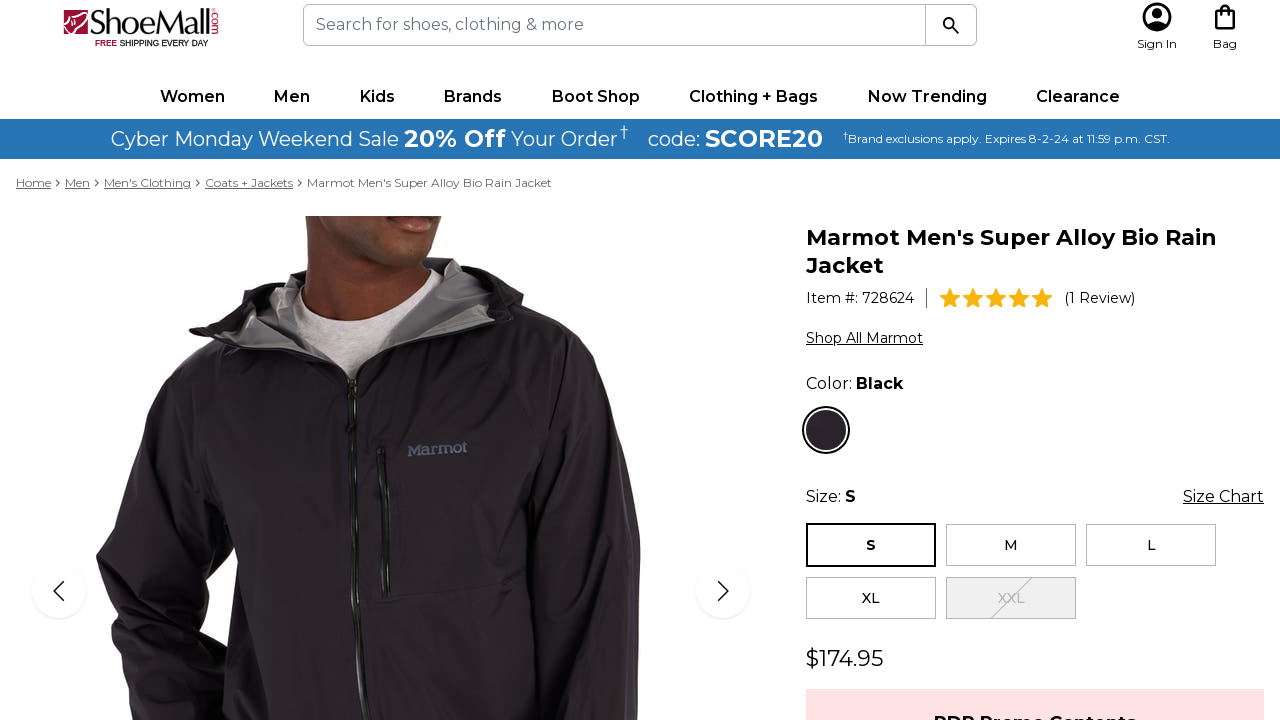 ShoeMall.com
FREE SHIPPING EVERY DAY
Search for shoes, clothing & more
Sign In
Bag
Women
Men
Kids
Brands
Boot Shop
Clothing + Bags
Now Trending
Clearance
Cyber Monday Weekend Sale 20% Off Your Order† code: SCORE20 †Brand exclusions apply. Expires 8-2-24 at 11:59 p.m. CST.
Home > Men > Men's Clothing > Coats + Jackets > Marmot Men's Super Alloy Bio Rain Jacket
Marmot
Marmot Men's Super Alloy Bio Rain
Jacket
Item #: 728624
(1 Review)
Shop All Marmot
Color: Black
Size: S
Size Chart
S
M
L
XL
XXL
$174.95
PDP Promo Contents